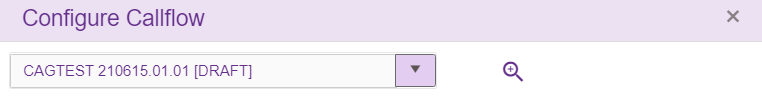 Configure Callflow
CAGTEST 210615.01.01 [DRAFT]